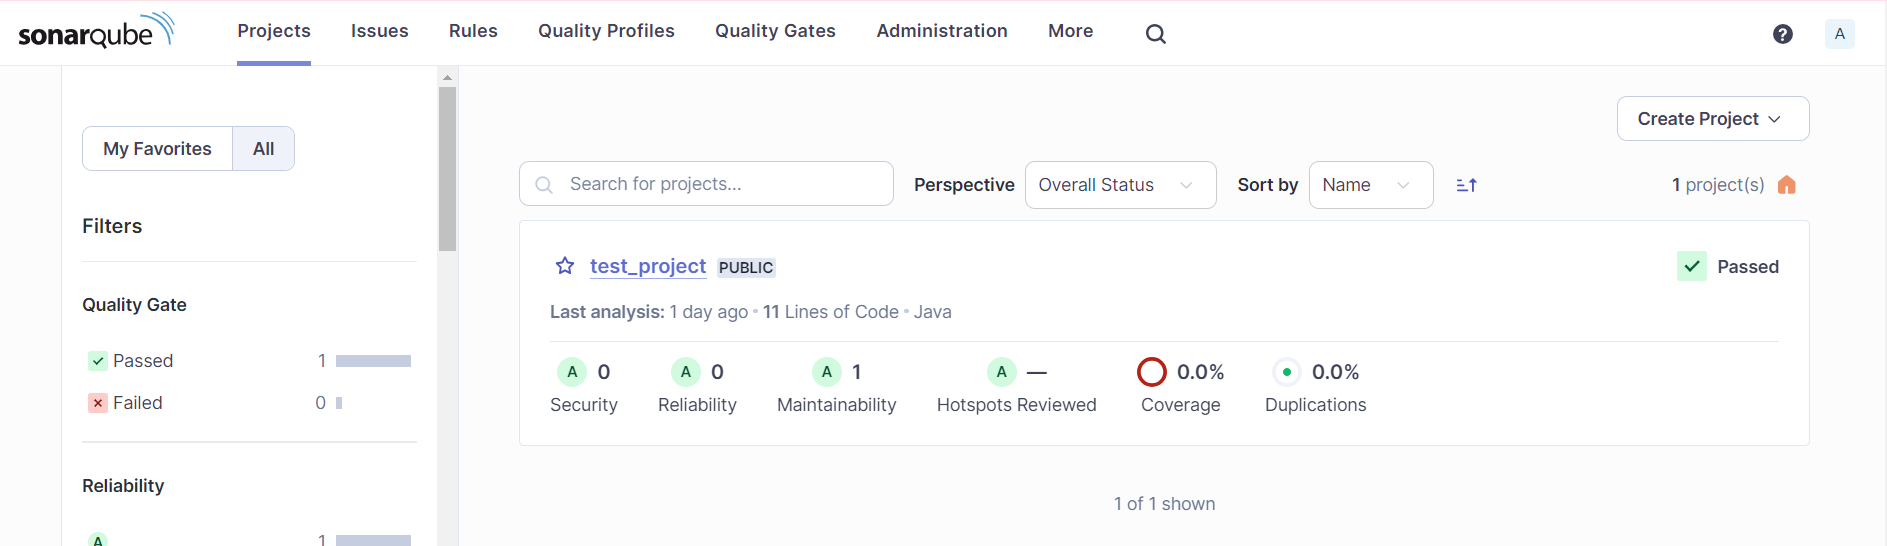 sonarqube Projects Issues Rules Quality Profiles Quality Gates Administration More ? A
Create Project
My Favorites All
Search for projects... Perspective Overall Status Sort by Name 1 project(s)
Filters
test_project PUBLIC Passed
Quality Gate
Last analysis: 1 day ago • 11 Lines of Code • Java
Passed 1
Failed 0
A 0 A 0 A 1 A — 0.0% 0.0%
Security Reliability Maintainability Hotspots Reviewed Coverage Duplications
Reliability
A 1
1 of 1 shown